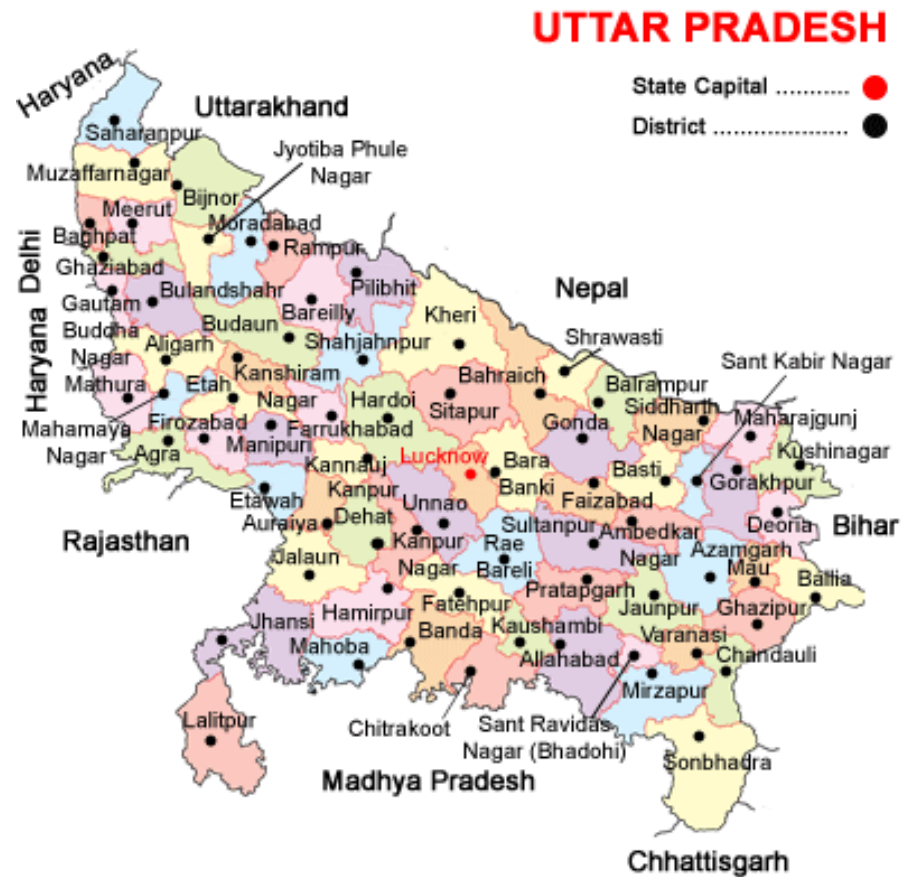 UTTAR PRADESH
State Capital ...........
District ....................
Haryana
Uttarakhand
Saharanpur
Jyotiba Phule
Nagar
Muzaffarnagar
Bijnor
Meerut
Moradabad
Baghpat
Rampur
Delhi
Ghaziabad
Haryana
Gautam
Buddha
Nagar
Bulandshahr
Pilibhit
Nepal
Bareilly
Kheri
Budaun
Shahjahnpur
Shrawasti
Aligarh
Sant Kabir Nagar
Kanshiram
Nagar
Bahraich
Mathura
Etah
Balrampur
Hardoi
Sitapur
Siddharth
Nagar
Maharajgunj
Mahamaya
Nagar
Firozabad
Farrukhabad
Gonda
Manipuri
Agra
Kushinagar
Kannauj
Lucknow
Bara
Banki
Basti
Gorakhpur
Etawah
Kanpur
Dehat
Unnao
Faizabad
Auraiya
Sultanpur
Ambedkar
Nagar
Deoria
Bihar
Rajasthan
Kanpur
Nagar
Rae
Bareli
Azamgarh
Jalaun
Mau
Ballia
Pratapgarh
Fatehpur
Jaunpur
Ghazipur
Jhansi
Hamirpur
Banda
Kaushambi
Varanasi
Mahoba
Allahabad
Chandauli
Mirzapur
Lalitpur
Chitrakoot
Sant Ravidas
Nagar (Bhadohi)
Sonbhadra
Madhya Pradesh
Chhattisgarh